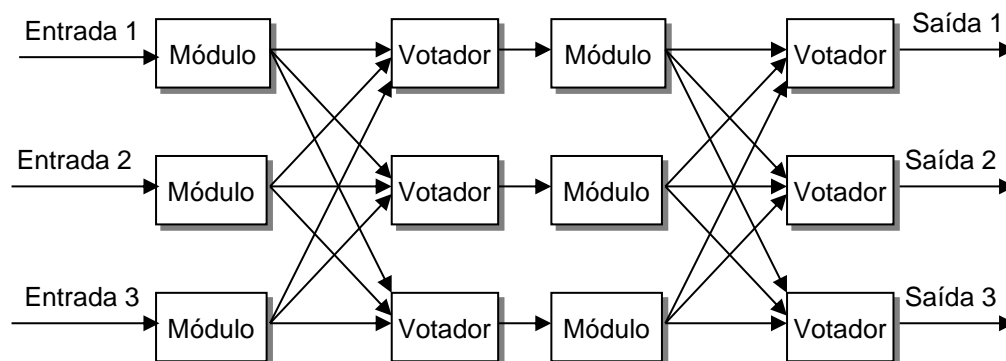 Entrada 1
Módulo
Votador
Módulo
Votador
Saída 1
Entrada 2
Módulo
Votador
Módulo
Votador
Saída 2
Entrada 3
Módulo
Votador
Módulo
Votador
Saída 3